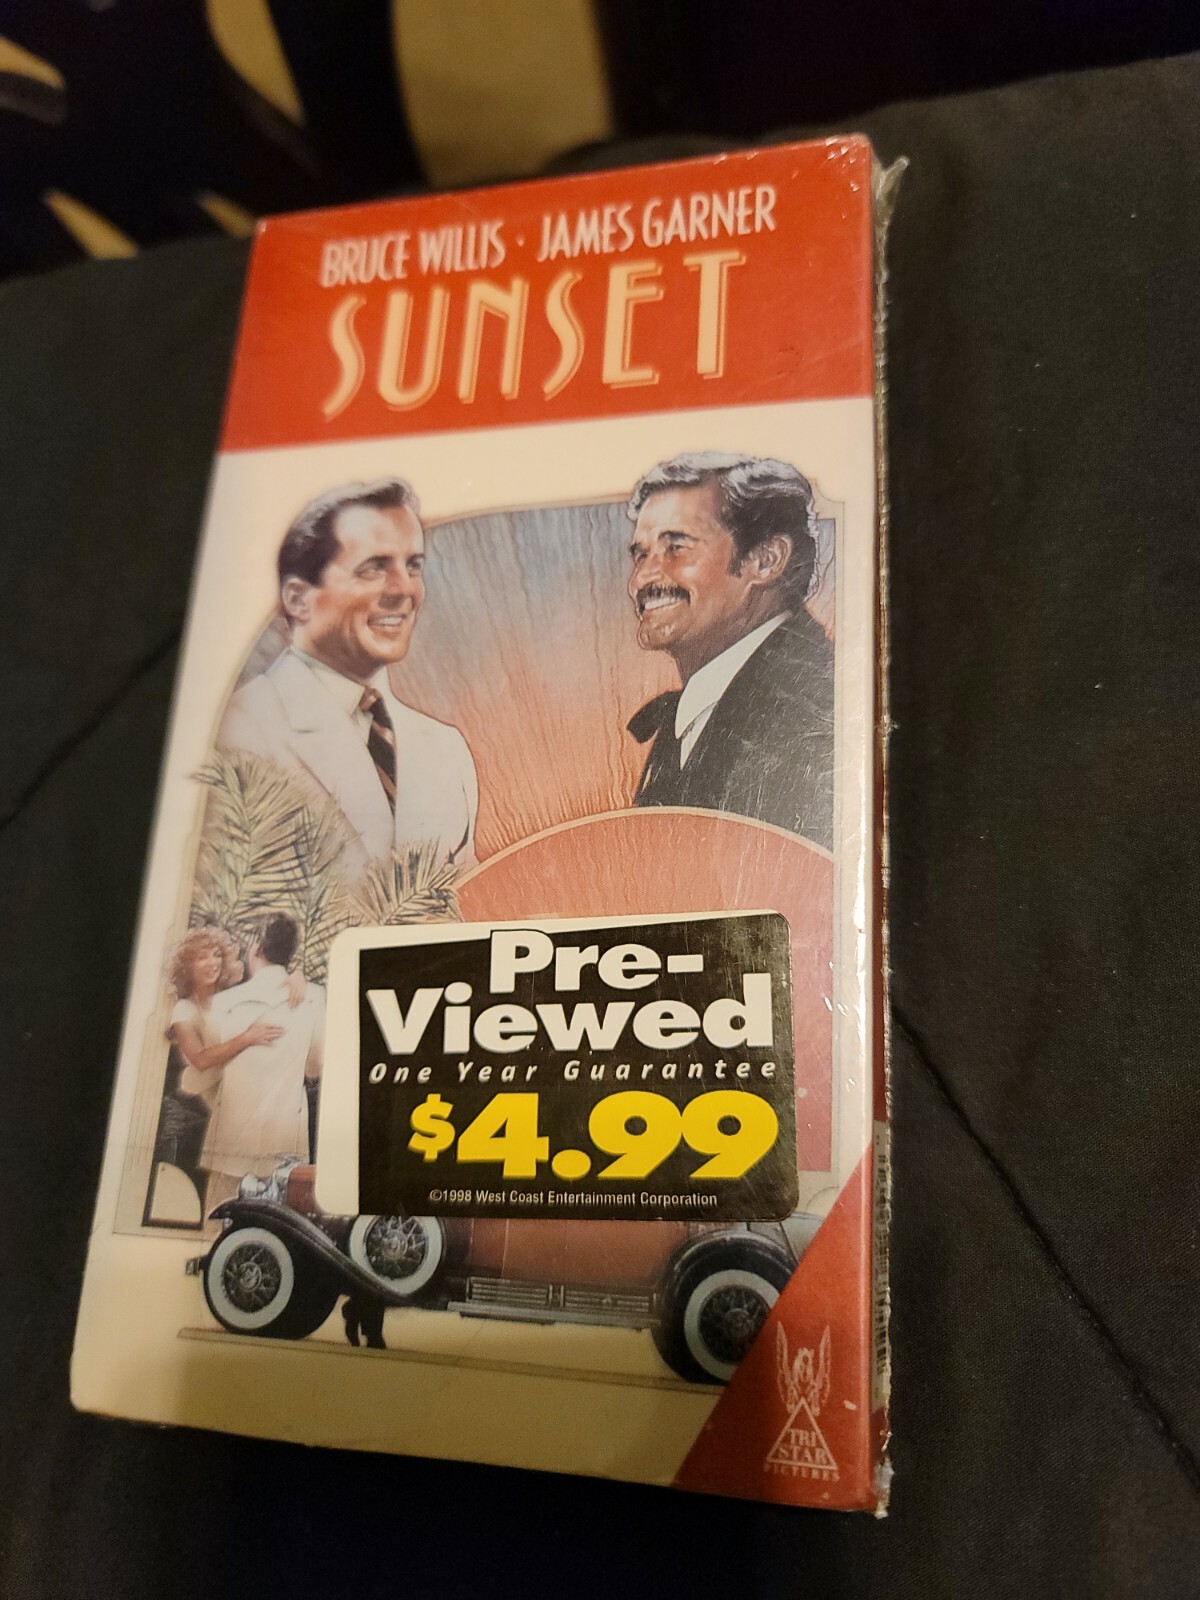 BRUCE WILLIS · JAMES GARNER
SUNSET
Pre-
Viewed
One Year Guarantee
$4.99
©1998 West Coast Entertainment Corporation
TRI
STAR
PICTURES